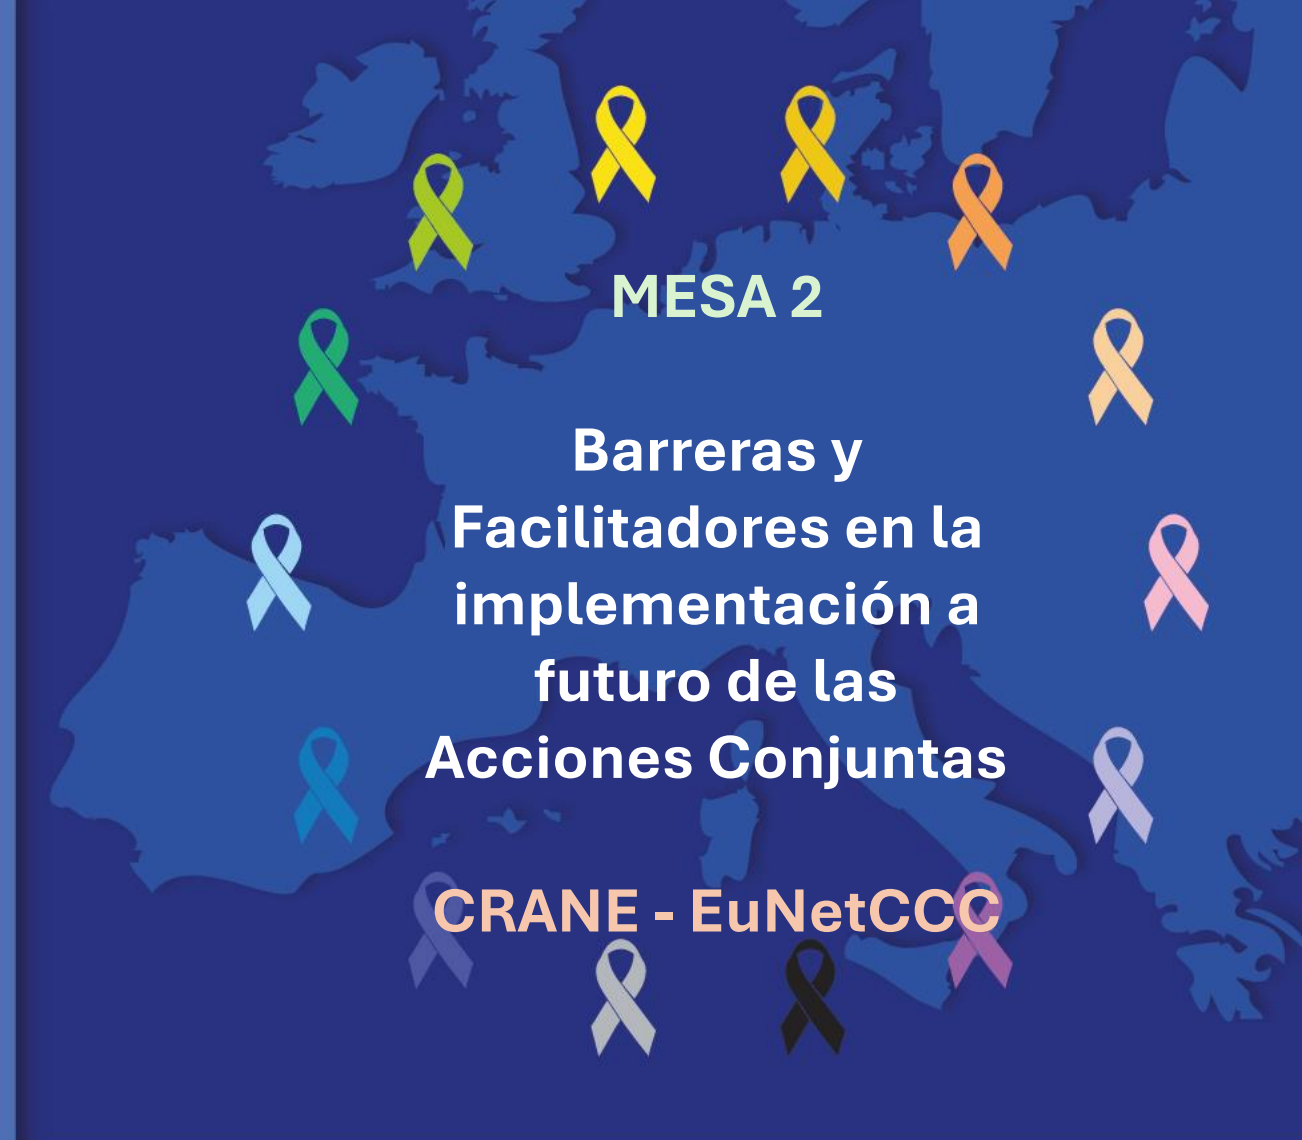 MESA 2
Barreras y
Facilitadores en la
implementación a
futuro de las
Acciones Conjuntas
CRANE - EuNetCCC